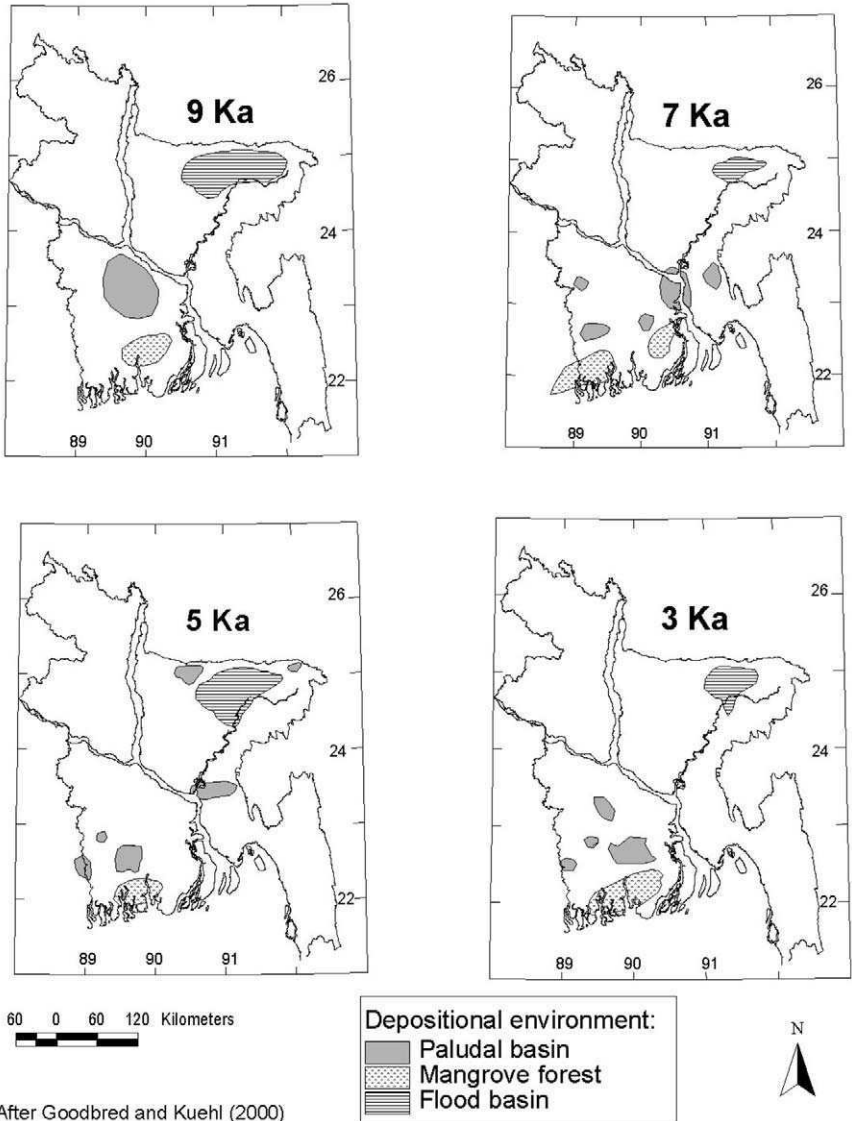 9 Ka
26
24
22
89 90 91
7 Ka
26
24
22
89 90 91
5 Ka
26
24
22
89 90 91
3 Ka
26
24
22
89 90 91
60 0 60 120 Kilometers
Depositional environment:
Paludal basin
Mangrove forest
Flood basin
N
After Goodbred and Kuehl (2000)